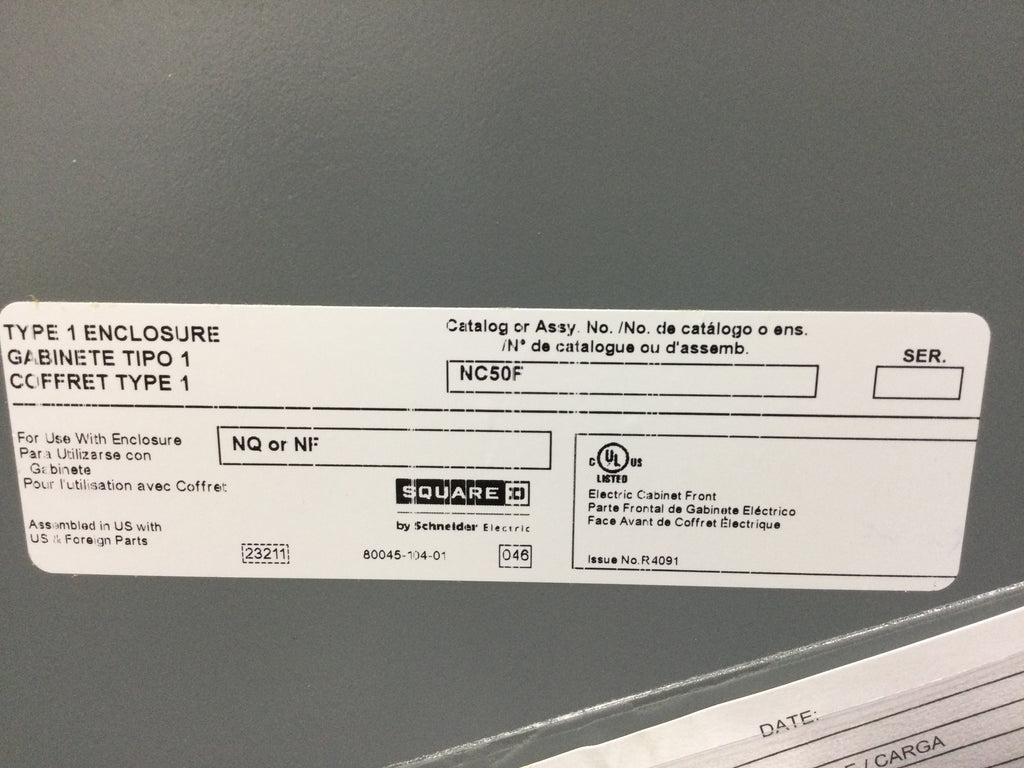 TYPE 1 ENCLOSURE
GABINETE TIPO 1
COFFRET TYPE 1
Catalog or Assy. No. /No. de catálogo o ens.
/N° de catalogue ou d'assemb.
NC50F
SER.
For Use With Enclosure
Para Utilizarse con
Gabinete
Pour l'utilisation avec Coffret
NQ or NF
SQUARE D
by Schneider Electric
Assembled in US with
US & Foreign Parts
23211
80045-104-01
046
C UL US
LISTED
Electric Cabinet Front
Parte Frontal de Gabinete Eléctrico
Face Avant de Coffret Électrique
Issue No.R4091
DATE:
/ CARGA